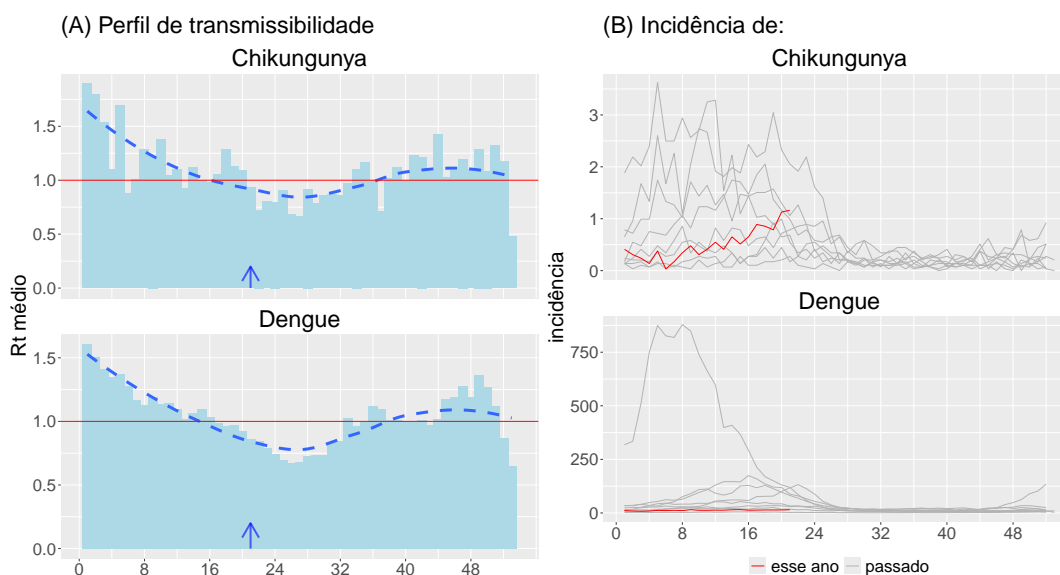 (A) Perfil de transmissibilidade
Chikungunya
1.5
1.0
0.5
0.0
Dengue
1.5
1.0
0.5
0.0
0 8 16 24 32 40 48
Rt médio
(B) Incidência de:
Chikungunya
3
2
1
0
Dengue
750
500
250
0
0 8 16 24 32 40 48
incidência
esse ano passado